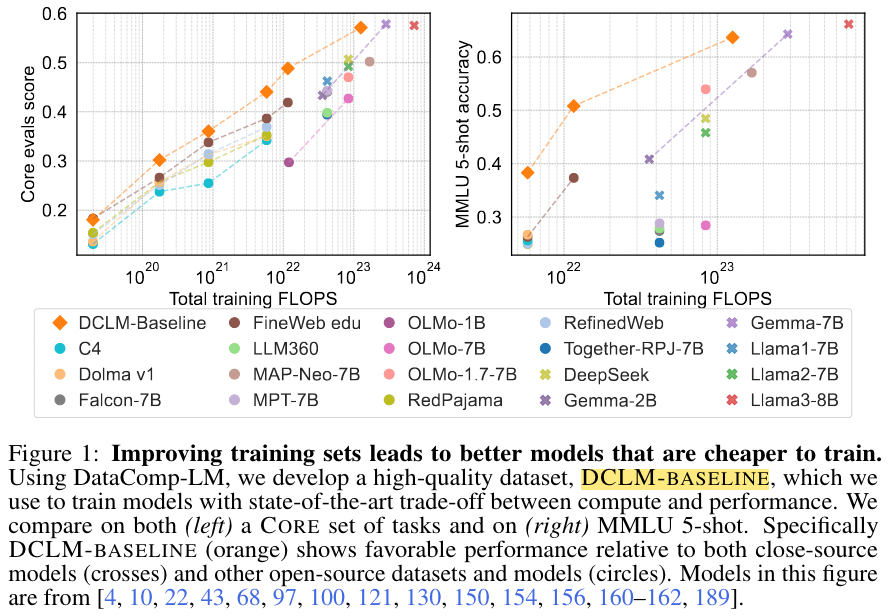 0.6
0.5
0.4
0.3
0.2
Core evals score
10^20
10^21
10^22
10^23
10^24
Total training FLOPS
0.6
0.5
0.4
0.3
MMLU 5-shot accuracy
10^22
10^23
Total training FLOPS
DCLM-Baseline
C4
Dolma v1
Falcon-7B
FineWeb edu
LLM360
MAP-Neo-7B
MPT-7B
OLMo-1B
OLMo-7B
OLMo-1.7-7B
RedPajama
RefinedWeb
Together-RPJ-7B
DeepSeek
Gemma-2B
Gemma-7B
Llama1-7B
Llama2-7B
Llama3-8B
Figure 1: Improving training sets leads to better models that are cheaper to train.
Using DataComp-LM, we develop a high-quality dataset, DCLM-BASELINE, which we
use to train models with state-of-the-art trade-off between compute and performance. We
compare on both (left) a CORE set of tasks and on (right) MMLU 5-shot. Specifically
DCLM-BASELINE (orange) shows favorable performance relative to both close-source
models (crosses) and other open-source datasets and models (circles). Models in this figure
are from [4, 10, 22, 43, 68, 97, 100, 121, 130, 150, 154, 156, 160–162, 189].